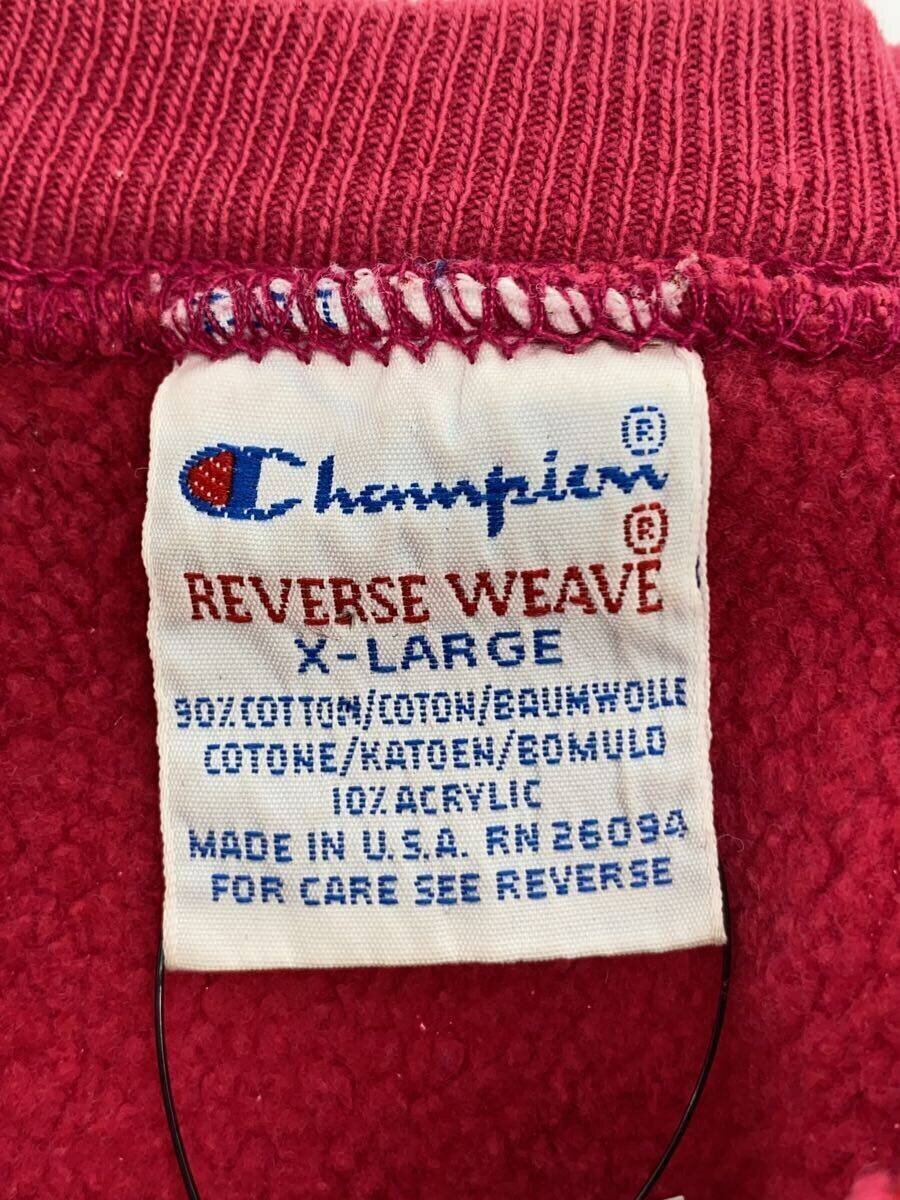 Champion®
REVERSE WEAVE®
X-LARGE
90% COTTON/COTON/BAUMWOLLE
COTONE/KATOEN/BOMULD
10% ACRYLIC
MADE IN U.S.A. RN 26094
FOR CARE SEE REVERSE